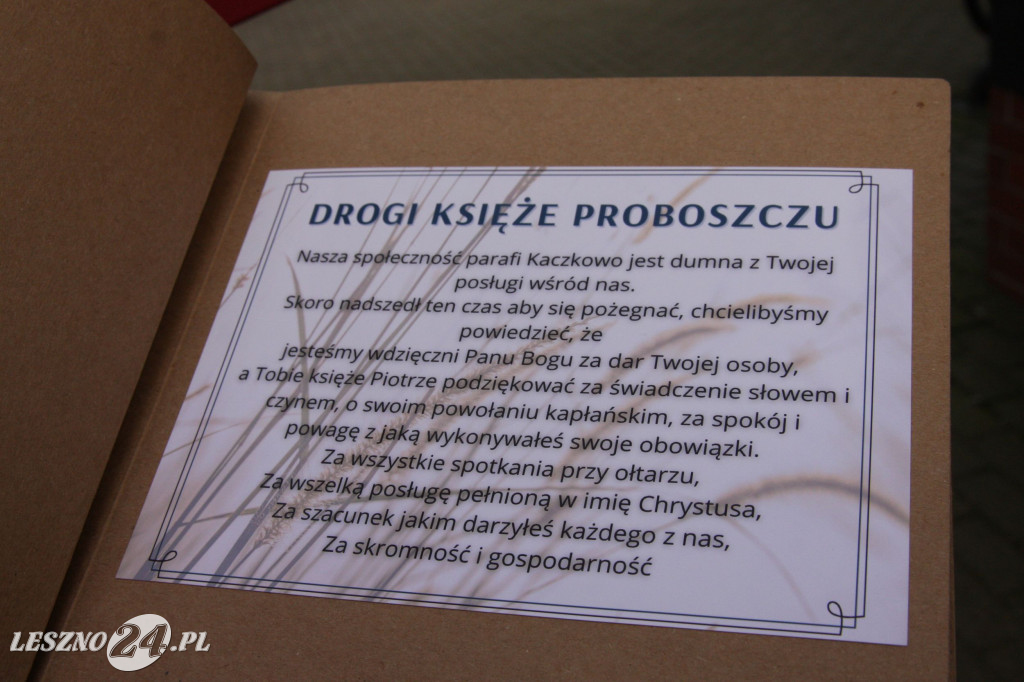 DROGI KSIĘŻE PROBOSZCZU
Nasza społeczność parafi Kaczkowo jest dumna z Twojej
posługi wśród nas.
Skoro nadszedł ten czas aby się pożegnać, chcielibyśmy
powiedzieć, że
jesteśmy wdzięczni Panu Bogu za dar Twojej osoby,
a Tobie księże Piotrze podziękować za świadczenie słowem i
czynem, o swoim powołaniu kapłańskim, za spokój i
powagę z jaką wykonywałeś swoje obowiązki.
Za wszystkie spotkania przy ołtarzu,
Za wszelką posługę pełnioną w imię Chrystusa,
Za szacunek jakim darzyłeś każdego z nas,
Za skromność i gospodarność
LESZNO24.PL